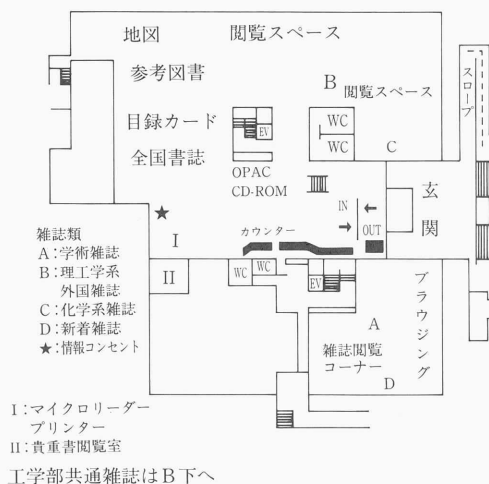 地図 閲覧スペース
参考図書
B 閲覧スペース
スロープ
目録カード
EV
WC
WC
C
全国書誌
OPAC
CD-ROM
玄関
IN
OUT
カウンター
★
I
雑誌類
A:学術雑誌
B:理工学系
外国雑誌
C:化学系雑誌
D:新着雑誌
★:情報コンセント
II
WC
WC
EV
ブラウジング
A
雑誌閲覧
コーナー
D
I:マイクロリーダー
プリンター
II:貴重書閲覧室
工学部共通雑誌はB下へ